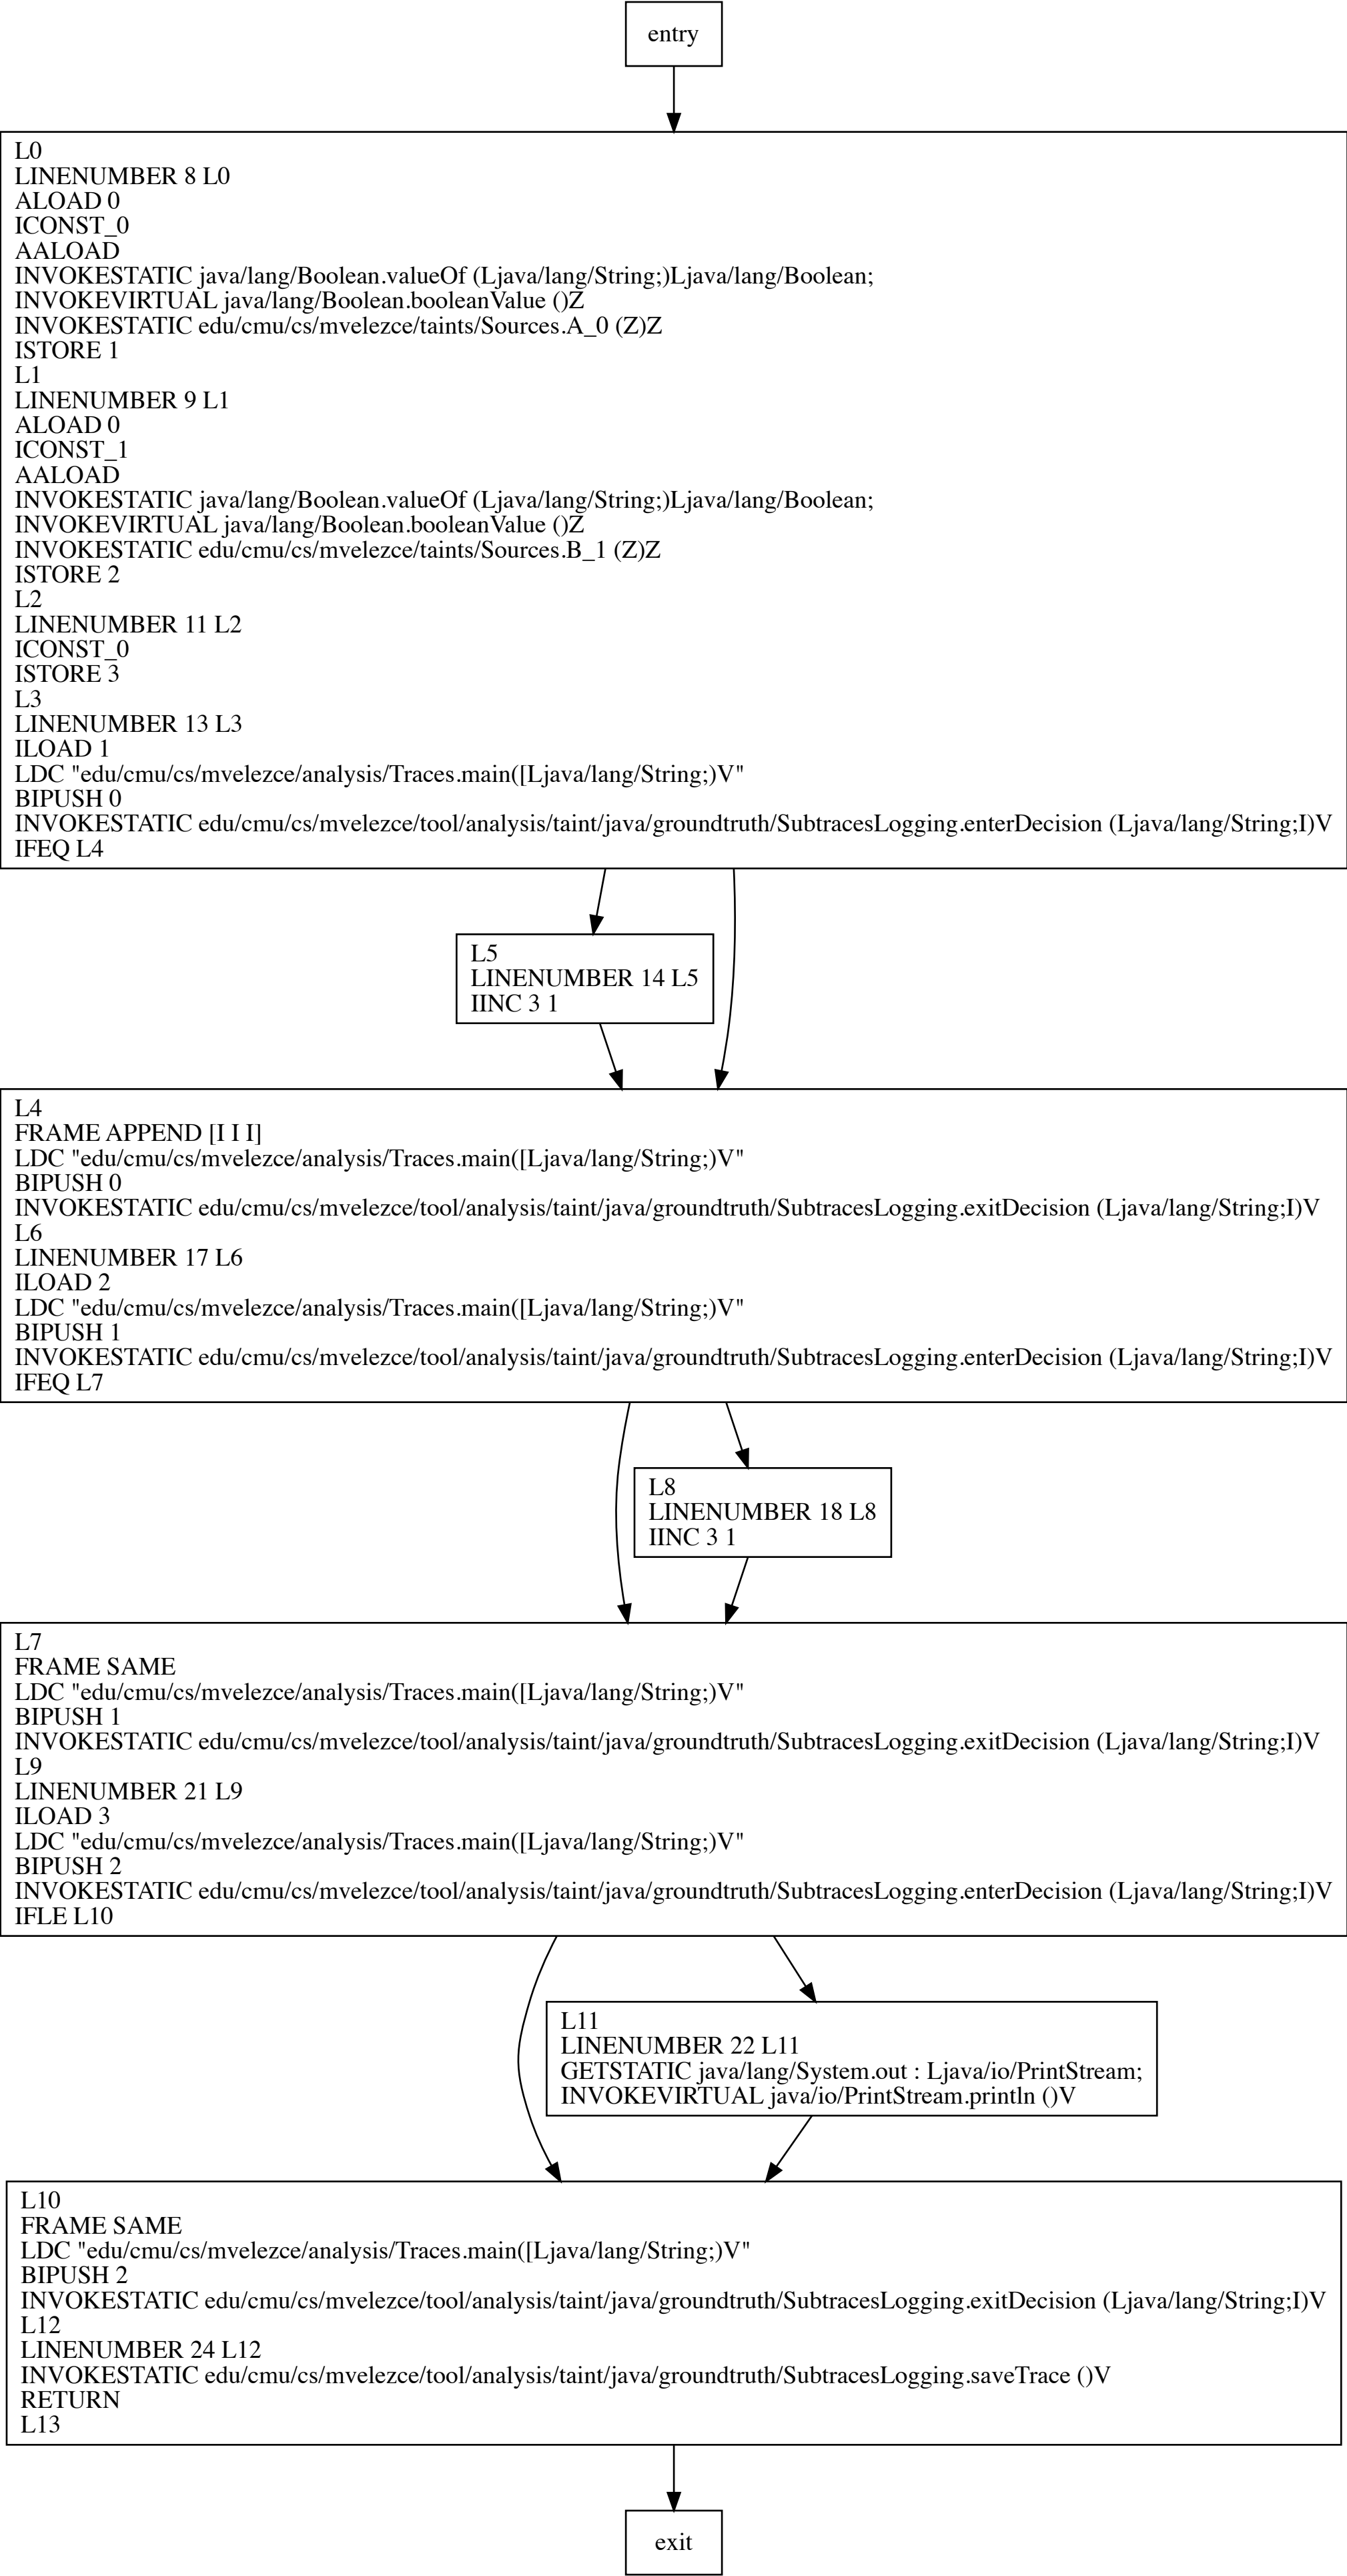 entry
L0
LINENUMBER 8 L0
ALOAD 0
ICONST_0
AALOAD
INVOKESTATIC java/lang/Boolean.valueOf (Ljava/lang/String;)Ljava/lang/Boolean;
INVOKEVIRTUAL java/lang/Boolean.booleanValue ()Z
INVOKESTATIC edu/cmu/cs/mvelezce/taints/Sources.A_0 (Z)Z
ISTORE 1
L1
LINENUMBER 9 L1
ALOAD 0
ICONST_1
AALOAD
INVOKESTATIC java/lang/Boolean.valueOf (Ljava/lang/String;)Ljava/lang/Boolean;
INVOKEVIRTUAL java/lang/Boolean.booleanValue ()Z
INVOKESTATIC edu/cmu/cs/mvelezce/taints/Sources.B_1 (Z)Z
ISTORE 2
L2
LINENUMBER 11 L2
ICONST_0
ISTORE 3
L3
LINENUMBER 13 L3
ILOAD 1
LDC "edu/cmu/cs/mvelezce/analysis/Traces.main([Ljava/lang/String;)V"
BIPUSH 0
INVOKESTATIC edu/cmu/cs/mvelezce/tool/analysis/taint/java/groundtruth/SubtracesLogging.enterDecision (Ljava/lang/String;I)V
IFEQ L4
L5
LINENUMBER 14 L5
IINC 3 1
L4
FRAME APPEND [I I I]
LDC "edu/cmu/cs/mvelezce/analysis/Traces.main([Ljava/lang/String;)V"
BIPUSH 0
INVOKESTATIC edu/cmu/cs/mvelezce/tool/analysis/taint/java/groundtruth/SubtracesLogging.exitDecision (Ljava/lang/String;I)V
L6
LINENUMBER 17 L6
ILOAD 2
LDC "edu/cmu/cs/mvelezce/analysis/Traces.main([Ljava/lang/String;)V"
BIPUSH 1
INVOKESTATIC edu/cmu/cs/mvelezce/tool/analysis/taint/java/groundtruth/SubtracesLogging.enterDecision (Ljava/lang/String;I)V
IFEQ L7
L8
LINENUMBER 18 L8
IINC 3 1
L7
FRAME SAME
LDC "edu/cmu/cs/mvelezce/analysis/Traces.main([Ljava/lang/String;)V"
BIPUSH 1
INVOKESTATIC edu/cmu/cs/mvelezce/tool/analysis/taint/java/groundtruth/SubtracesLogging.exitDecision (Ljava/lang/String;I)V
L9
LINENUMBER 21 L9
ILOAD 3
LDC "edu/cmu/cs/mvelezce/analysis/Traces.main([Ljava/lang/String;)V"
BIPUSH 2
INVOKESTATIC edu/cmu/cs/mvelezce/tool/analysis/taint/java/groundtruth/SubtracesLogging.enterDecision (Ljava/lang/String;I)V
IFLE L10
L11
LINENUMBER 22 L11
GETSTATIC java/lang/System.out : Ljava/io/PrintStream;
INVOKEVIRTUAL java/io/PrintStream.println ()V
L10
FRAME SAME
LDC "edu/cmu/cs/mvelezce/analysis/Traces.main([Ljava/lang/String;)V"
BIPUSH 2
INVOKESTATIC edu/cmu/cs/mvelezce/tool/analysis/taint/java/groundtruth/SubtracesLogging.exitDecision (Ljava/lang/String;I)V
L12
LINENUMBER 24 L12
INVOKESTATIC edu/cmu/cs/mvelezce/tool/analysis/taint/java/groundtruth/SubtracesLogging.saveTrace ()V
RETURN
L13
exit